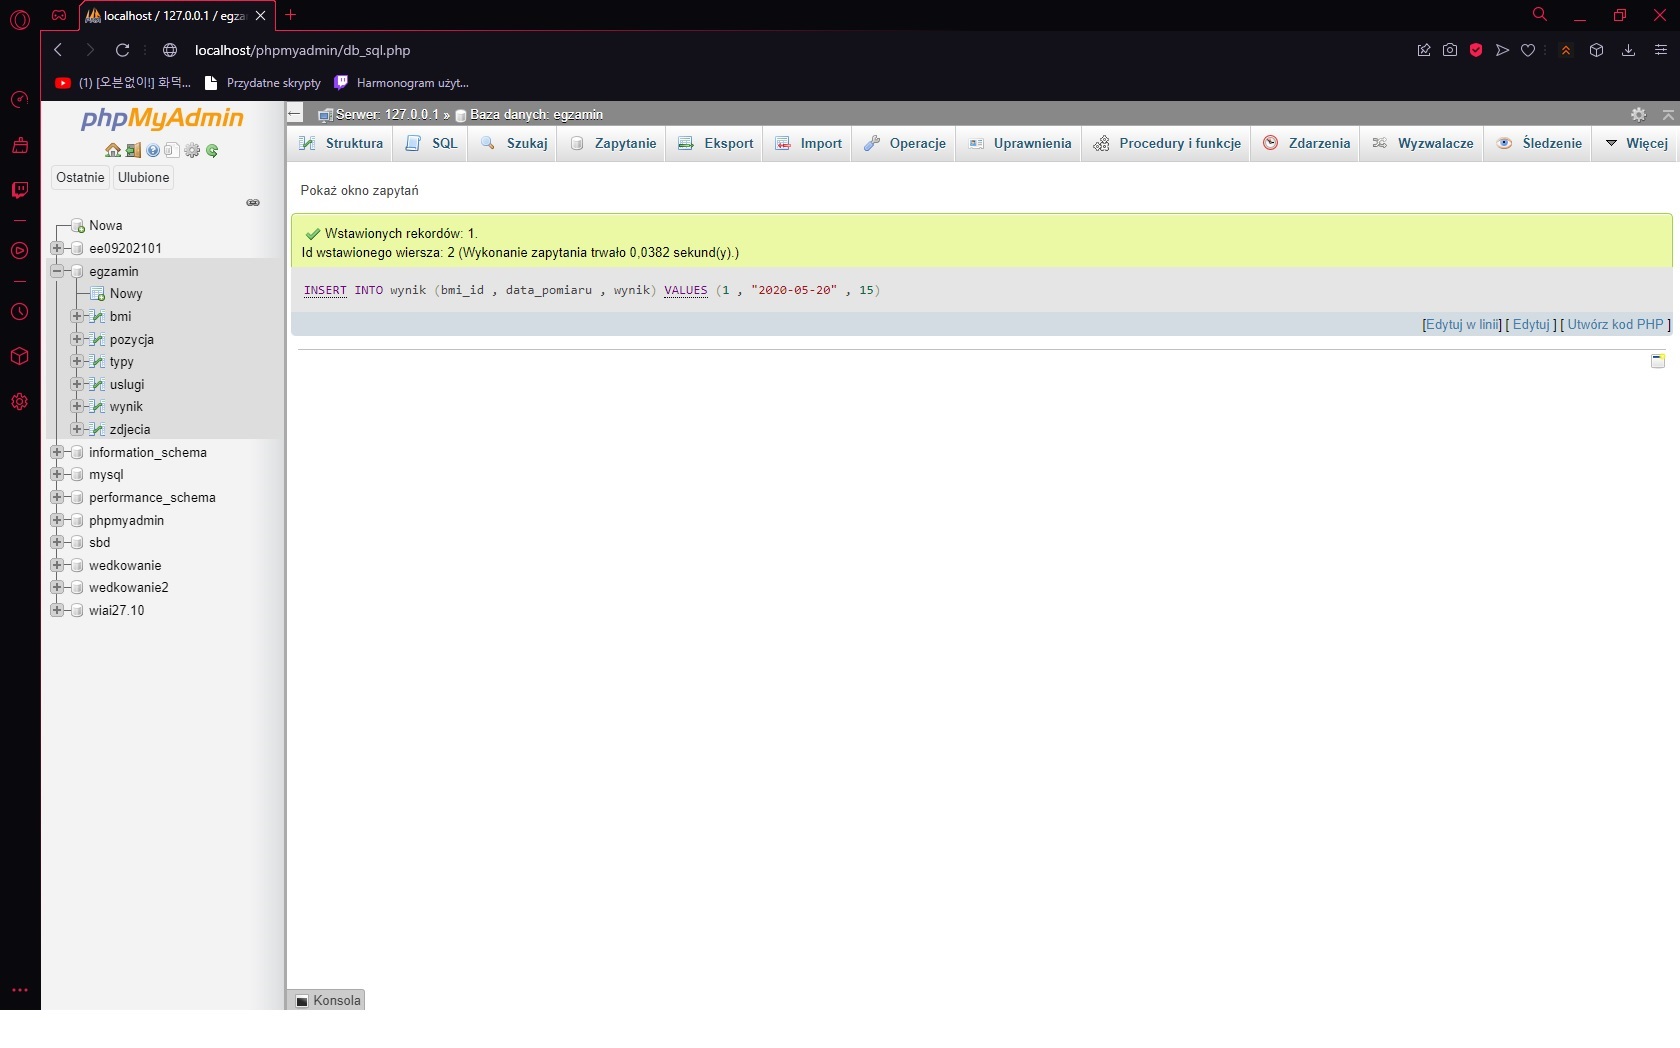 localhost / 127.0.0.1 / egza
localhost/phpmyadmin/db_sql.php
(1) [오븐없이!] 화덕...
Przydatne skrypty
Harmonogram użyt...
phpMyAdmin
Ostatnie
Ulubione
Nowa
ee09202101
egzamin
Nowy
bmi
pozycja
typy
uslugi
wynik
zdjecia
information_schema
mysql
performance_schema
phpmyadmin
sbd
wedkowanie
wedkowanie2
wiai27.10
Serwer: 127.0.0.1 » Baza danych: egzamin
Struktura SQL Szukaj Zapytanie Eksport Import Operacje Uprawnienia Procedury i funkcje Zdarzenia Wyzwalacze Śledzenie Więcej
Pokaż okno zapytań
Wstawionych rekordów: 1.
Id wstawionego wiersza: 2 (Wykonanie zapytania trwało 0,0382 sekund(y).)
INSERT INTO wynik (bmi_id , data_pomiaru , wynik) VALUES (1 , "2020-05-20" , 15)
[Edytuj w linii] [ Edytuj ] [ Utwórz kod PHP ]
Konsola